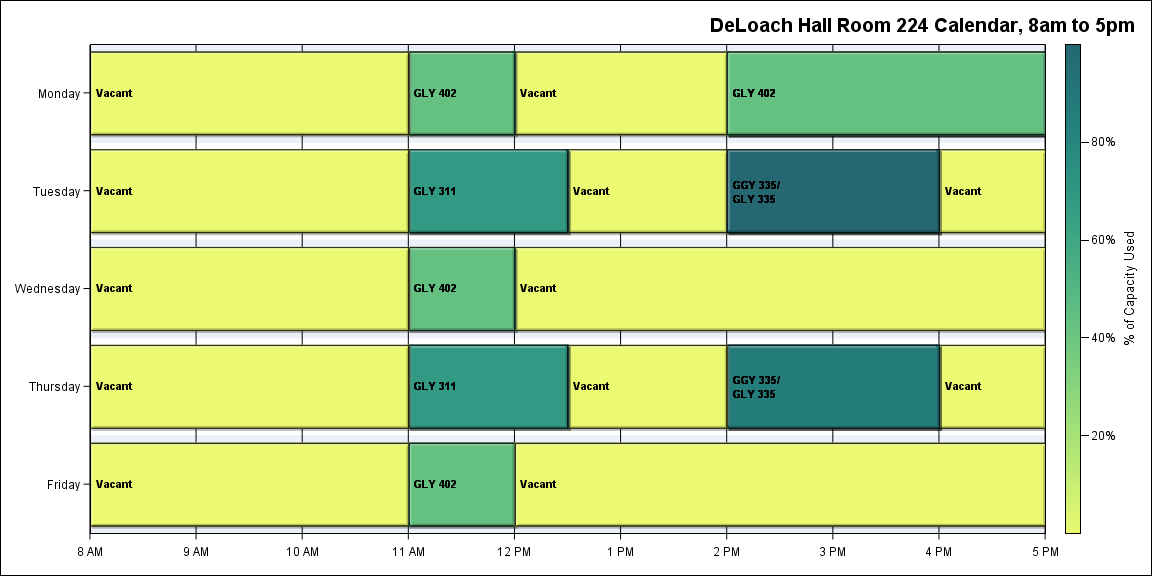 DeLoach Hall Room 224 Calendar, 8am to 5pm
Monday
Vacant
GLY 402
Vacant
GLY 402
Tuesday
Vacant
GLY 311
Vacant
GGY 335/
GLY 335
Vacant
Wednesday
Vacant
GLY 402
Vacant
Thursday
Vacant
GLY 311
Vacant
GGY 335/
GLY 335
Vacant
Friday
Vacant
GLY 402
Vacant
8 AM
9 AM
10 AM
11 AM
12 PM
1 PM
2 PM
3 PM
4 PM
5 PM
80%
60%
40%
20%
% of Capacity Used